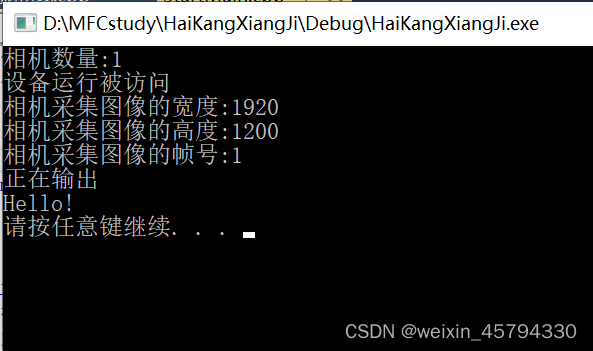 D:\MFCstudy\HaiKangXiangJi\Debug\HaiKangXiangJi.exe
相机数量:1
设备运行被访问
相机采集图像的宽度:1920
相机采集图像的高度:1200
相机采集图像的帧号:1
正在输出
Hello!
请按任意键继续. . .
CSDN @weixin_45794330